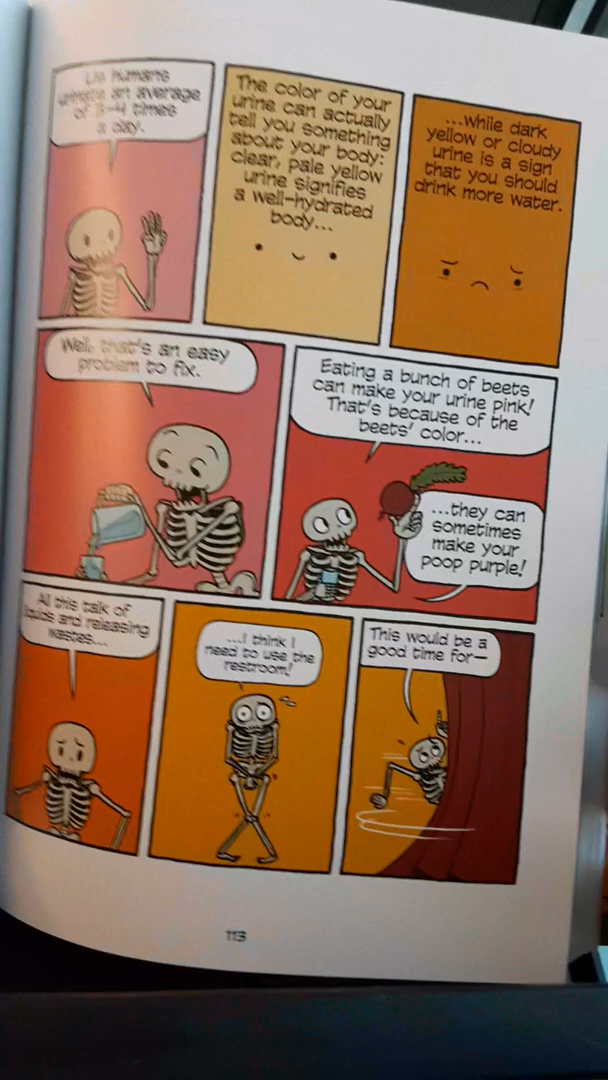 Us humans
urinate an average
of 3-4 times
a day.
The color of your
urine can actually
tell you something
about your body:
clear, pale yellow
urine signifies
a well-hydrated
body...
...While dark
yellow or cloudy
urine is a sign
that you should
drink more water.
Well, that's an easy
problem to fix.
Eating a bunch of beets
can make your urine pink!
That's because of the
beets' color...
...they can
sometimes
make your
poop purple!
All this talk of
liquids and releasing
wastes...
...I think I
need to use the
restroom!
This would be a
good time for—
113